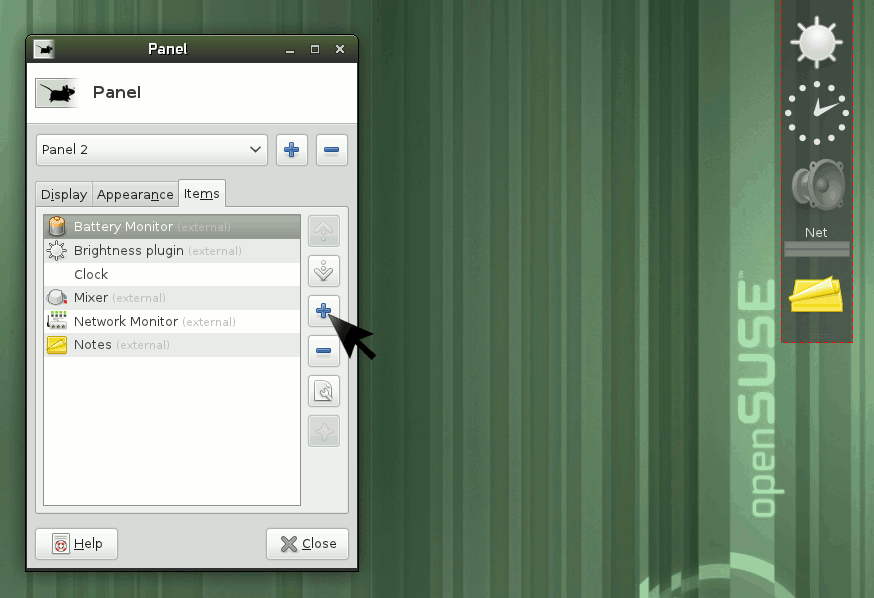 Panel
Panel
Panel 2
Display
Appearance
Items
Battery Monitor (external)
Brightness plugin (external)
Clock
Mixer (external)
Network Monitor (external)
Notes (external)
Help
Close
Net
openSUSE™